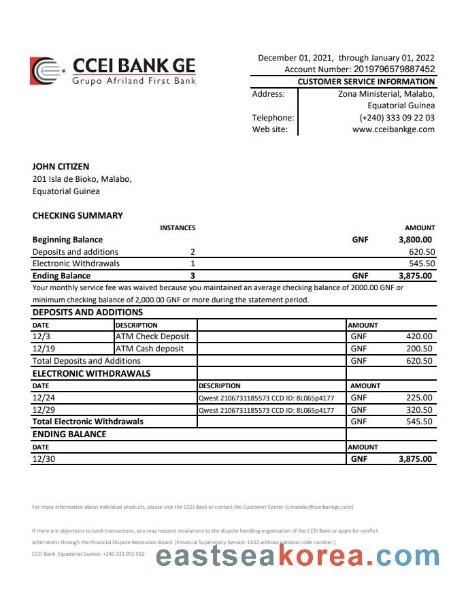 CCEI BANK GE
Grupo Afriland First Bank
December 01, 2021, through January 01, 2022
Account Number: 2019796579887452
CUSTOMER SERVICE INFORMATION
Address: Zona Ministerial, Malabo,
Equatorial Guinea
Telephone: (+240) 333 09 22 03
Web site: www.cceibankge.com
JOHN CITIZEN
201 Isla de Bioko, Malabo,
Equatorial Guinea
CHECKING SUMMARY
INSTANCES AMOUNT
Beginning Balance GNF 3,800.00
Deposits and additions 2 620.50
Electronic Withdrawals 1 545.50
Ending Balance 3 GNF 3,875.00
Your monthly service fee was waived because you maintained an average checking balance of 2000.00 GNF or
minimum checking balance of 2,000.00 GNF or more during the statement period.
DEPOSITS AND ADDITIONS
DATE DESCRIPTION AMOUNT
12/3 ATM Check Deposit GNF 420.00
12/19 ATM Cash deposit GNF 200.50
Total Deposits and Additions GNF 620.50
ELECTRONIC WITHDRAWALS
DATE DESCRIPTION AMOUNT
12/24 Qwest 2106731185573 CCD ID: 8L065p4177 GNF 225.00
12/29 Qwest 2106731185573 CCD ID: 8L065p4177 GNF 320.50
Total Electronic Withdrawals GNF 545.50
ENDING BALANCE
DATE AMOUNT
12/30 GNF 3,875.00
For more information about individual products, please visit the CCEI Bank or contact the Customer Center (s.malabo@cceibankge.com)
If there are objections to bank transactions, you may request resolutions to the dispute handling organization of the CCEI Bank or apply for conflict
arbitrations through the Financial Dispute Resolution Board. (Financial Supervisory Service: 1332 without national code number.)
CCEI Bank Equatorial Guinea +240 333 092 910
eastseakorea.com